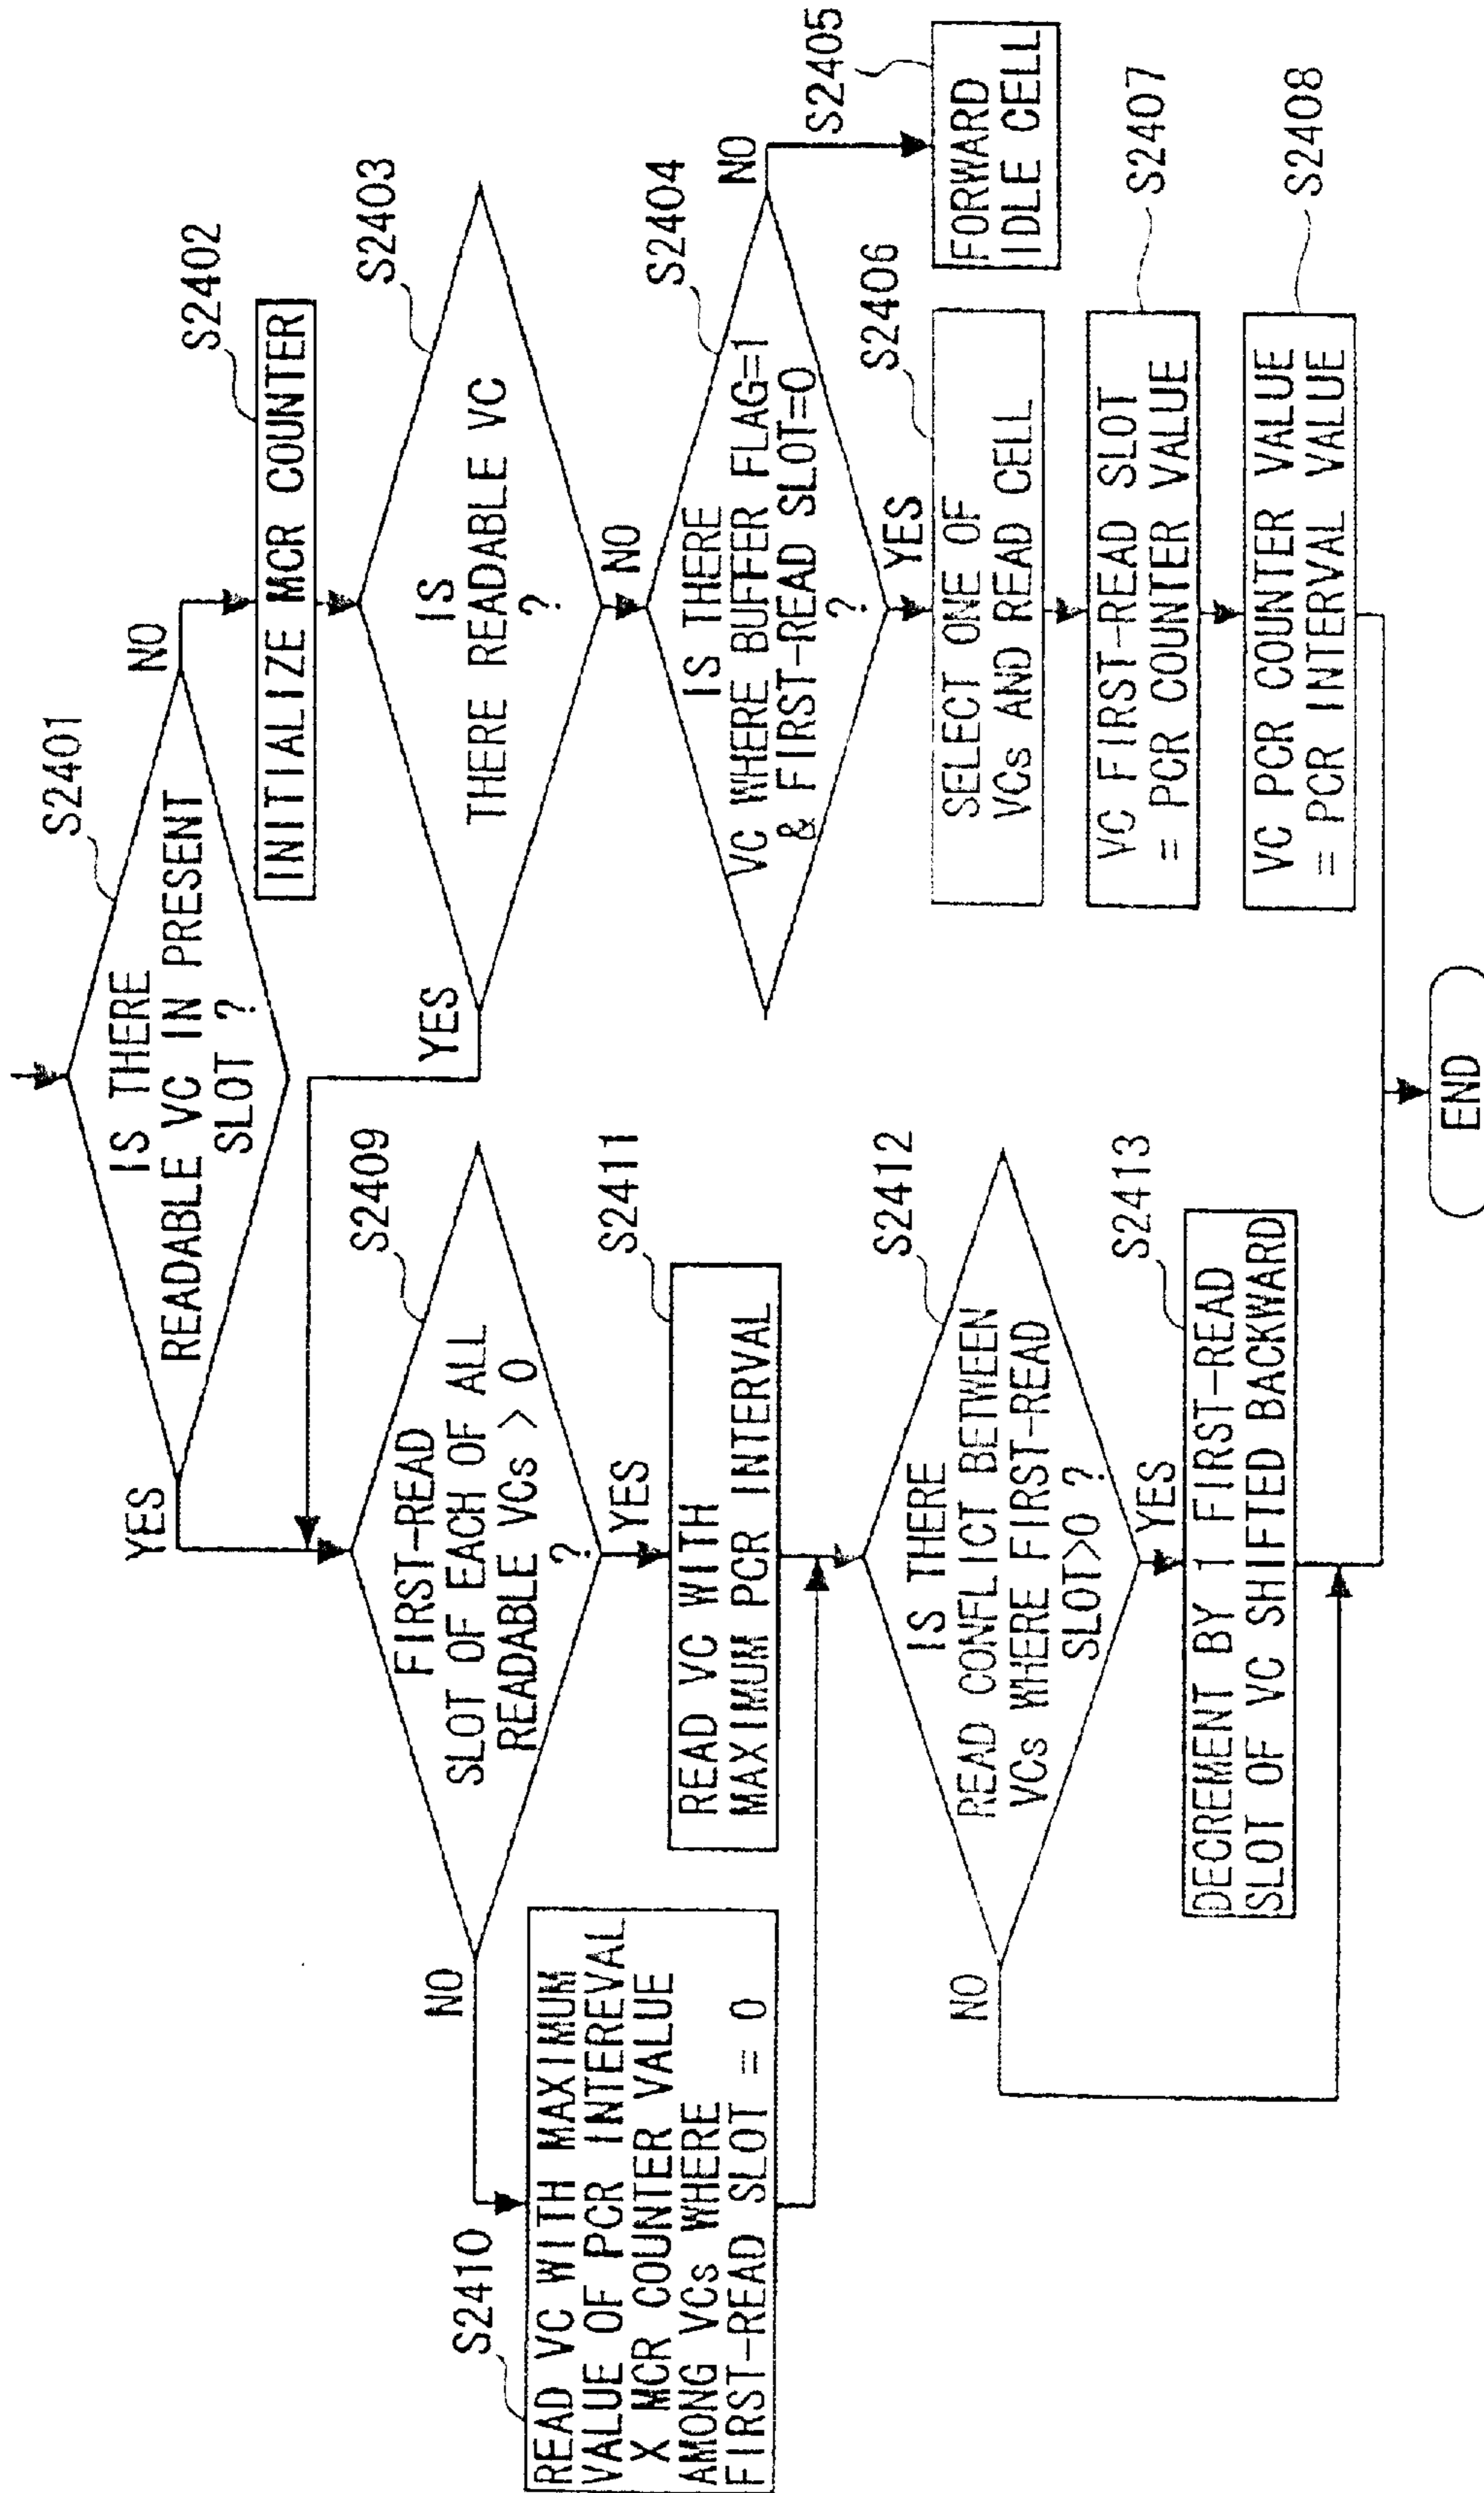 S2401
IS THERE
READABLE VC IN PRESENT
SLOT ?
YES
NO
S2402
INITIALIZE MCR COUNTER
S2403
IS
THERE READABLE VC
?
YES
NO
S2404
IS THERE
VC WHERE BUFFER FLAG=1
& FIRST-READ SLOT=0
?
NO
YES
S2405
FORWARD
IDLE CELL
S2406
SELECT ONE OF
VCs AND READ CELL
S2407
VC FIRST-READ SLOT
= PCR COUNTER VALUE
S2408
VC PCR COUNTER VALUE
= PCR INTERVAL VALUE
S2409
FIRST-READ
SLOT OF EACH OF ALL
READABLE VCs > 0
?
NO
YES
S2410
READ VC WITH MAXIMUM
VALUE OF PCR INTEREVAL
X MCR COUNTER VALUE
AMONG VCs WHERE
FIRST-READ SLOT = 0
S2411
READ VC WITH
MAXIMUM PCR INTERVAL
S2412
IS THERE
READ CONFLICT BETWEEN
VCs WHERE FIRST-READ
SLOT>0 ?
NO
YES
S2413
DECREMENT BY 1 FIRST-READ
SLOT OF VC SHIFTED BACKWARD
END